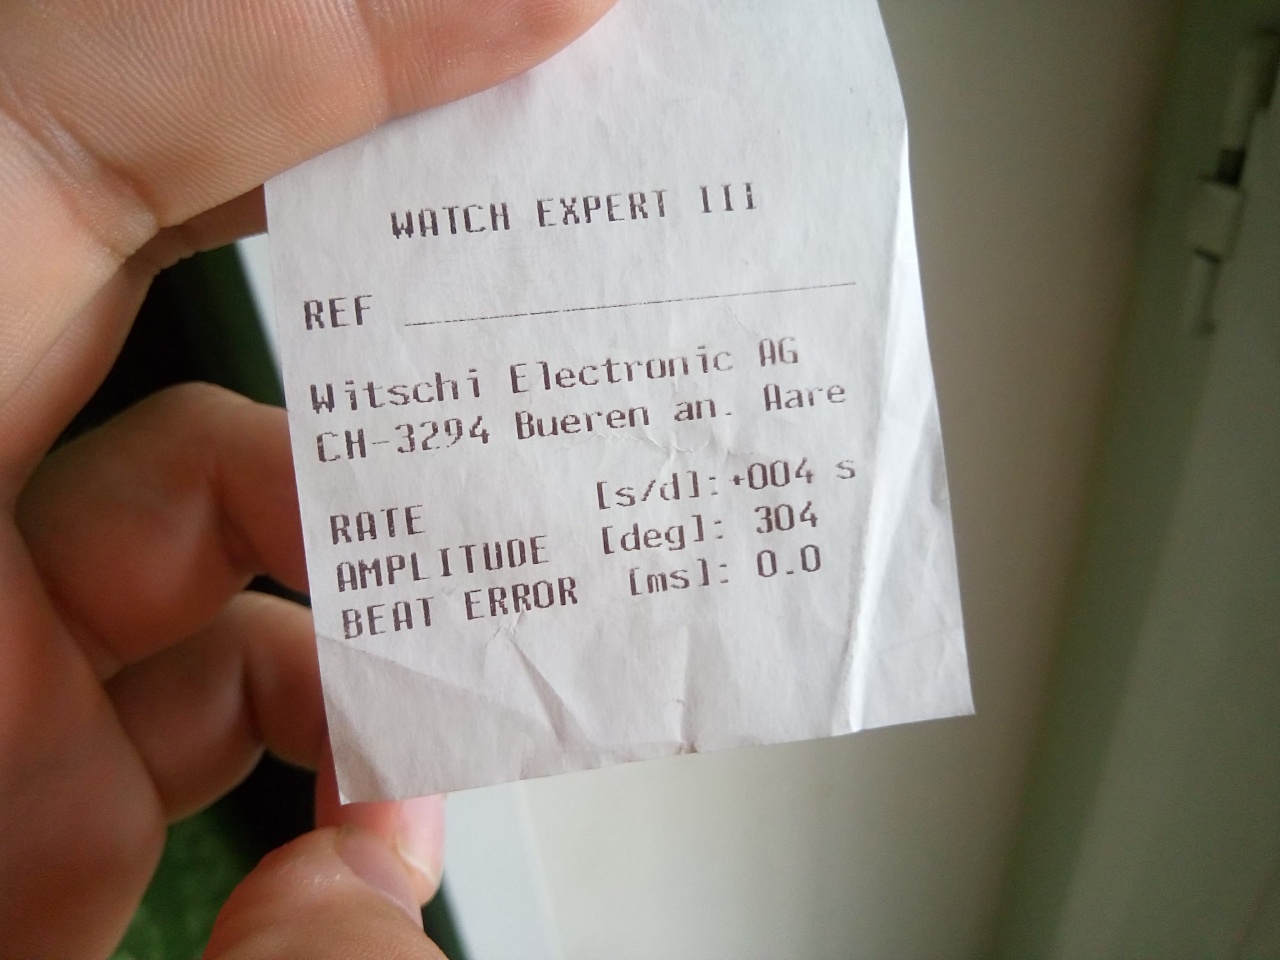 WATCH EXPERT III
REF ____________________
Witschi Electronic AG
CH-3294 Bueren an. Aare
RATE [s/d]:+004 s
AMPLITUDE [deg]: 304
BEAT ERROR [ms]: 0.0